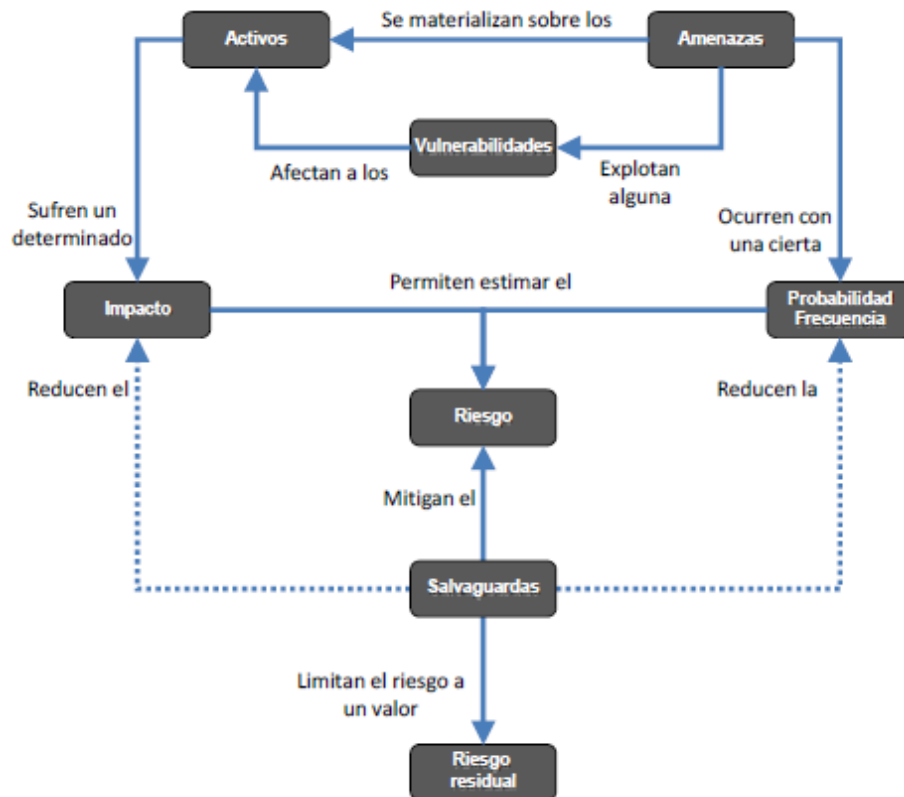 Se materializan sobre los
Activos
Amenazas
Vulnerabilidades
Afectan a los
Explotan
alguna
Sufren un
determinado
Ocurren con
una cierta
Permiten estimar el
Impacto
Probabilidad
Frecuencia
Reducen el
Reducen la
Riesgo
Mitigan el
Salvaguardas
Limitan el riesgo a
un valor
Riesgo
residual